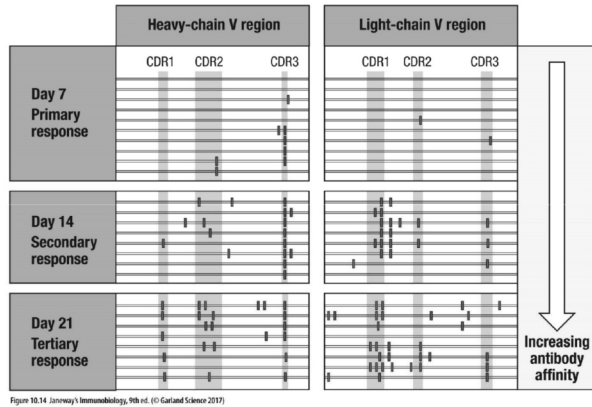 Heavy-chain V region
Light-chain V region
CDR1 CDR2 CDR3
CDR1 CDR2 CDR3
Day 7
Primary
response
Day 14
Secondary
response
Day 21
Tertiary
response
Increasing
antibody
affinity
Figure 10.14 Janeway's Immunobiology, 9th ed. (© Garland Science 2017)